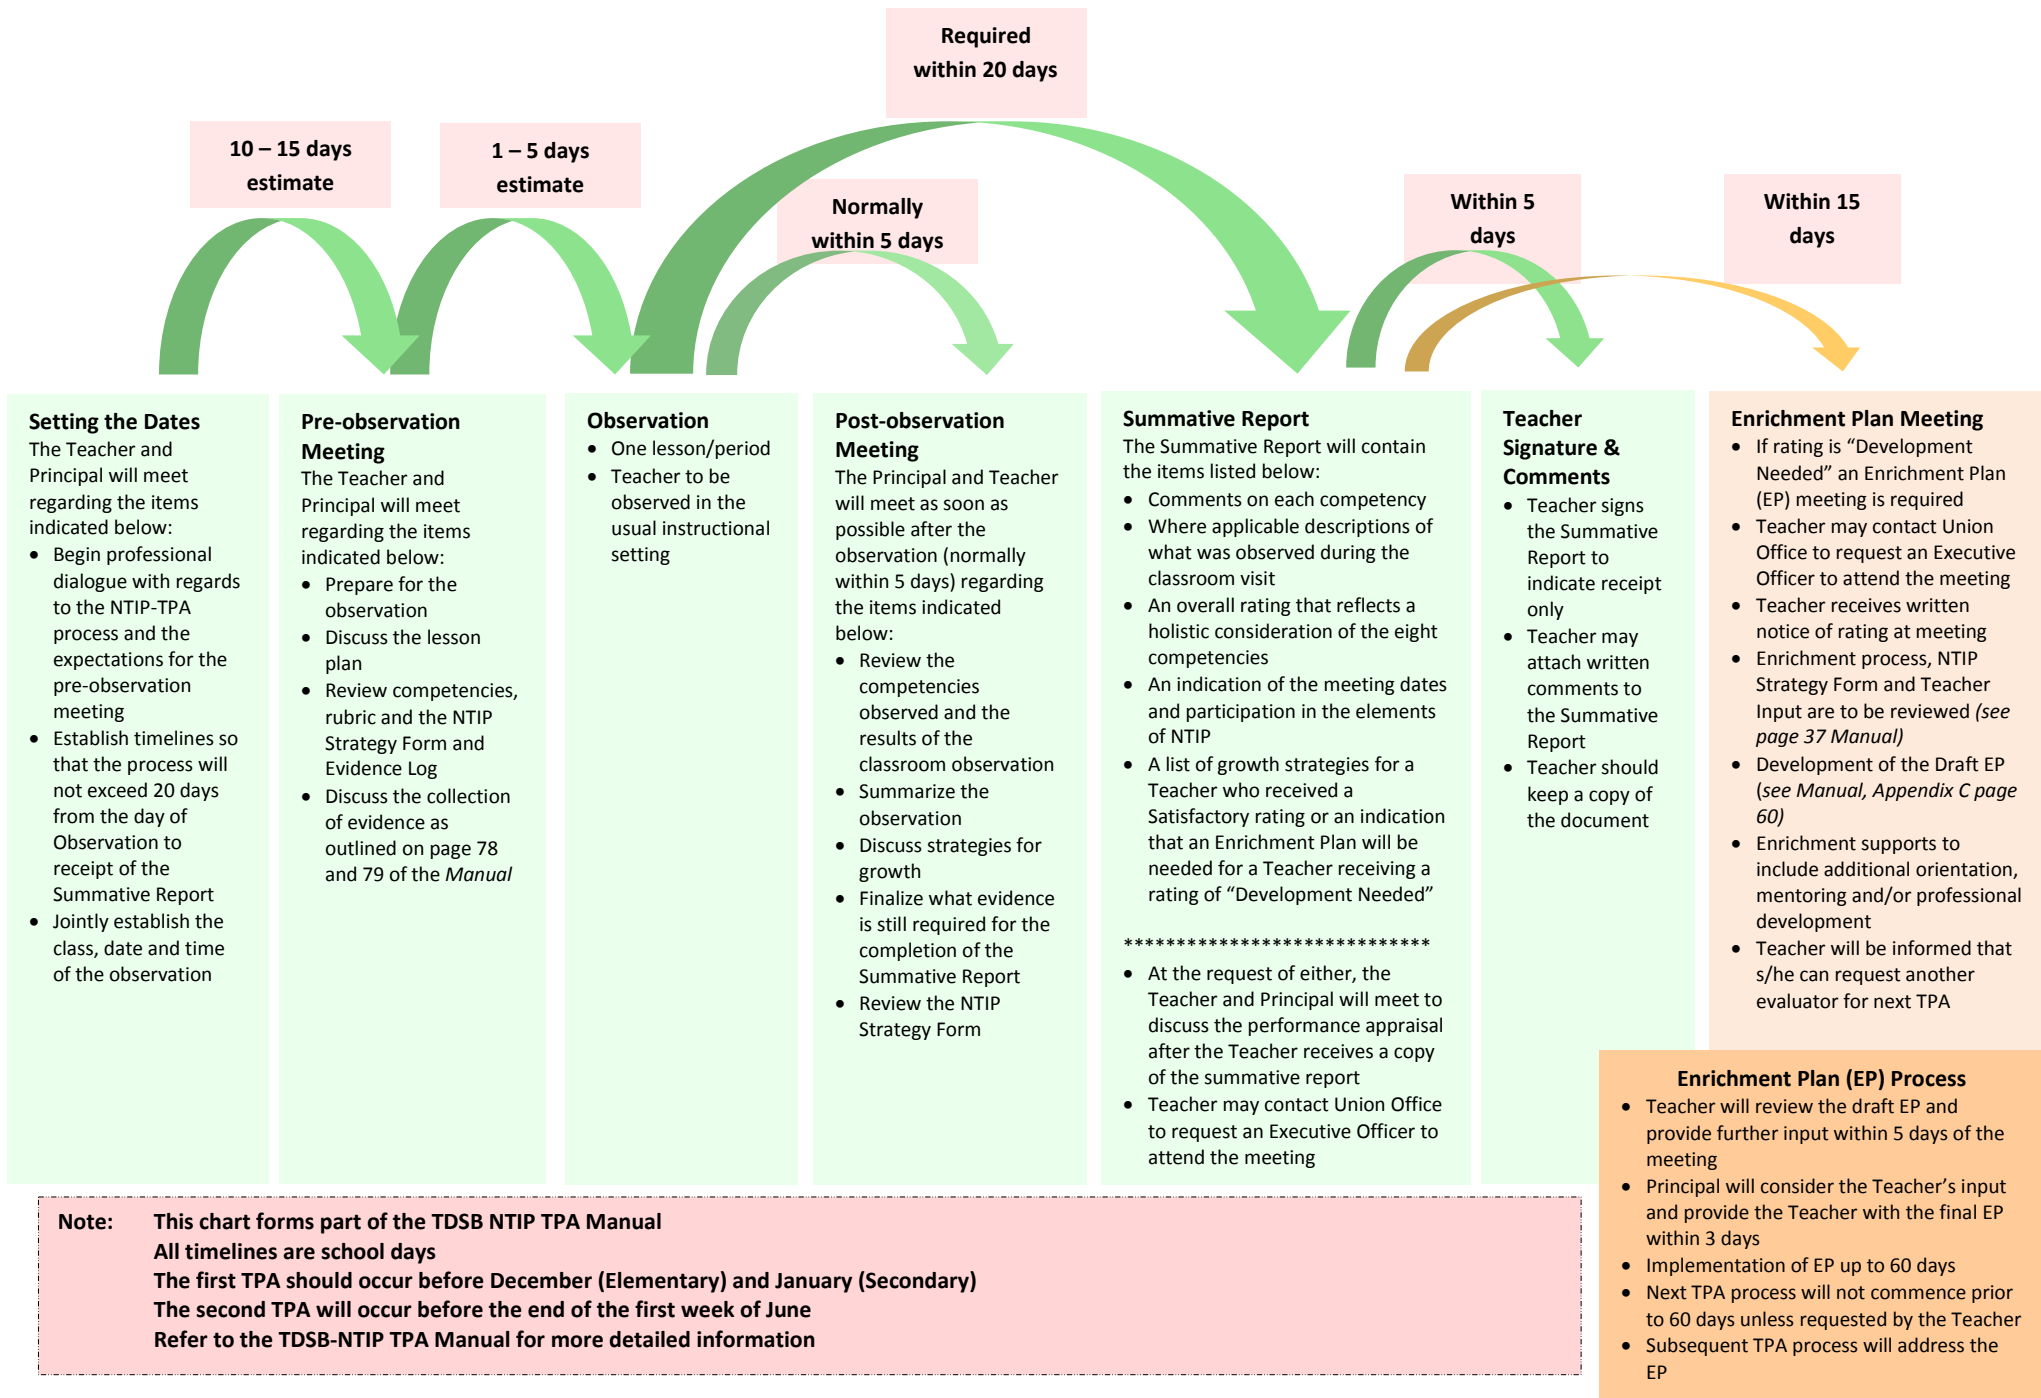 Required
within 20 days
10 – 15 days
estimate
1 – 5 days
estimate
Normally
within 5 days
Within 5
days
Within 15
days
Setting the Dates
The Teacher and
Principal will meet
regarding the items
indicated below:
• Begin professional
dialogue with regards
to the NTIP-TPA
process and the
expectations for the
pre-observation
meeting
• Establish timelines so
that the process will
not exceed 20 days
from the day of
Observation to
receipt of the
Summative Report
• Jointly establish the
class, date and time
of the observation
Pre-observation
Meeting
The Teacher and
Principal will meet
regarding the items
indicated below:
• Prepare for the
observation
• Discuss the lesson
plan
• Review competencies,
rubric and the NTIP
Strategy Form and
Evidence Log
• Discuss the collection
of evidence as
outlined on page 78
and 79 of the Manual
Observation
• One lesson/period
• Teacher to be
observed in the
usual instructional
setting
Post-observation
Meeting
The Principal and Teacher
will meet as soon as
possible after the
observation (normally
within 5 days) regarding
the items indicated
below:
• Review the
competencies
observed and the
results of the
classroom observation
• Summarize the
observation
• Discuss strategies for
growth
• Finalize what evidence
is still required for the
completion of the
Summative Report
• Review the NTIP
Strategy Form
Summative Report
The Summative Report will contain
the items listed below:
• Comments on each competency
• Where applicable descriptions of
what was observed during the
classroom visit
• An overall rating that reflects a
holistic consideration of the eight
competencies
• An indication of the meeting dates
and participation in the elements
of NTIP
• A list of growth strategies for a
Teacher who received a
Satisfactory rating or an indication
that an Enrichment Plan will be
needed for a Teacher receiving a
rating of “Development Needed”
*****************************
• At the request of either, the
Teacher and Principal will meet to
discuss the performance appraisal
after the Teacher receives a copy
of the summative report
• Teacher may contact Union Office
to request an Executive Officer to
attend the meeting
Teacher
Signature &
Comments
• Teacher signs
the Summative
Report to
indicate receipt
only
• Teacher may
attach written
comments to
the Summative
Report
• Teacher should
keep a copy of
the document
Enrichment Plan Meeting
• If rating is “Development
Needed” an Enrichment Plan
(EP) meeting is required
• Teacher may contact Union
Office to request an Executive
Officer to attend the meeting
• Teacher receives written
notice of rating at meeting
• Enrichment process, NTIP
Strategy Form and Teacher
Input are to be reviewed (see
page 37 Manual)
• Development of the Draft EP
(see Manual, Appendix C page
60)
• Enrichment supports to
include additional orientation,
mentoring and/or professional
development
• Teacher will be informed that
s/he can request another
evaluator for next TPA
Enrichment Plan (EP) Process
• Teacher will review the draft EP and
provide further input within 5 days of the
meeting
• Principal will consider the Teacher’s input
and provide the Teacher with the final EP
within 3 days
• Implementation of EP up to 60 days
• Next TPA process will not commence prior
to 60 days unless requested by the Teacher
• Subsequent TPA process will address the
EP
Note: This chart forms part of the TDSB NTIP TPA Manual
All timelines are school days
The first TPA should occur before December (Elementary) and January (Secondary)
The second TPA will occur before the end of the first week of June
Refer to the TDSB-NTIP TPA Manual for more detailed information